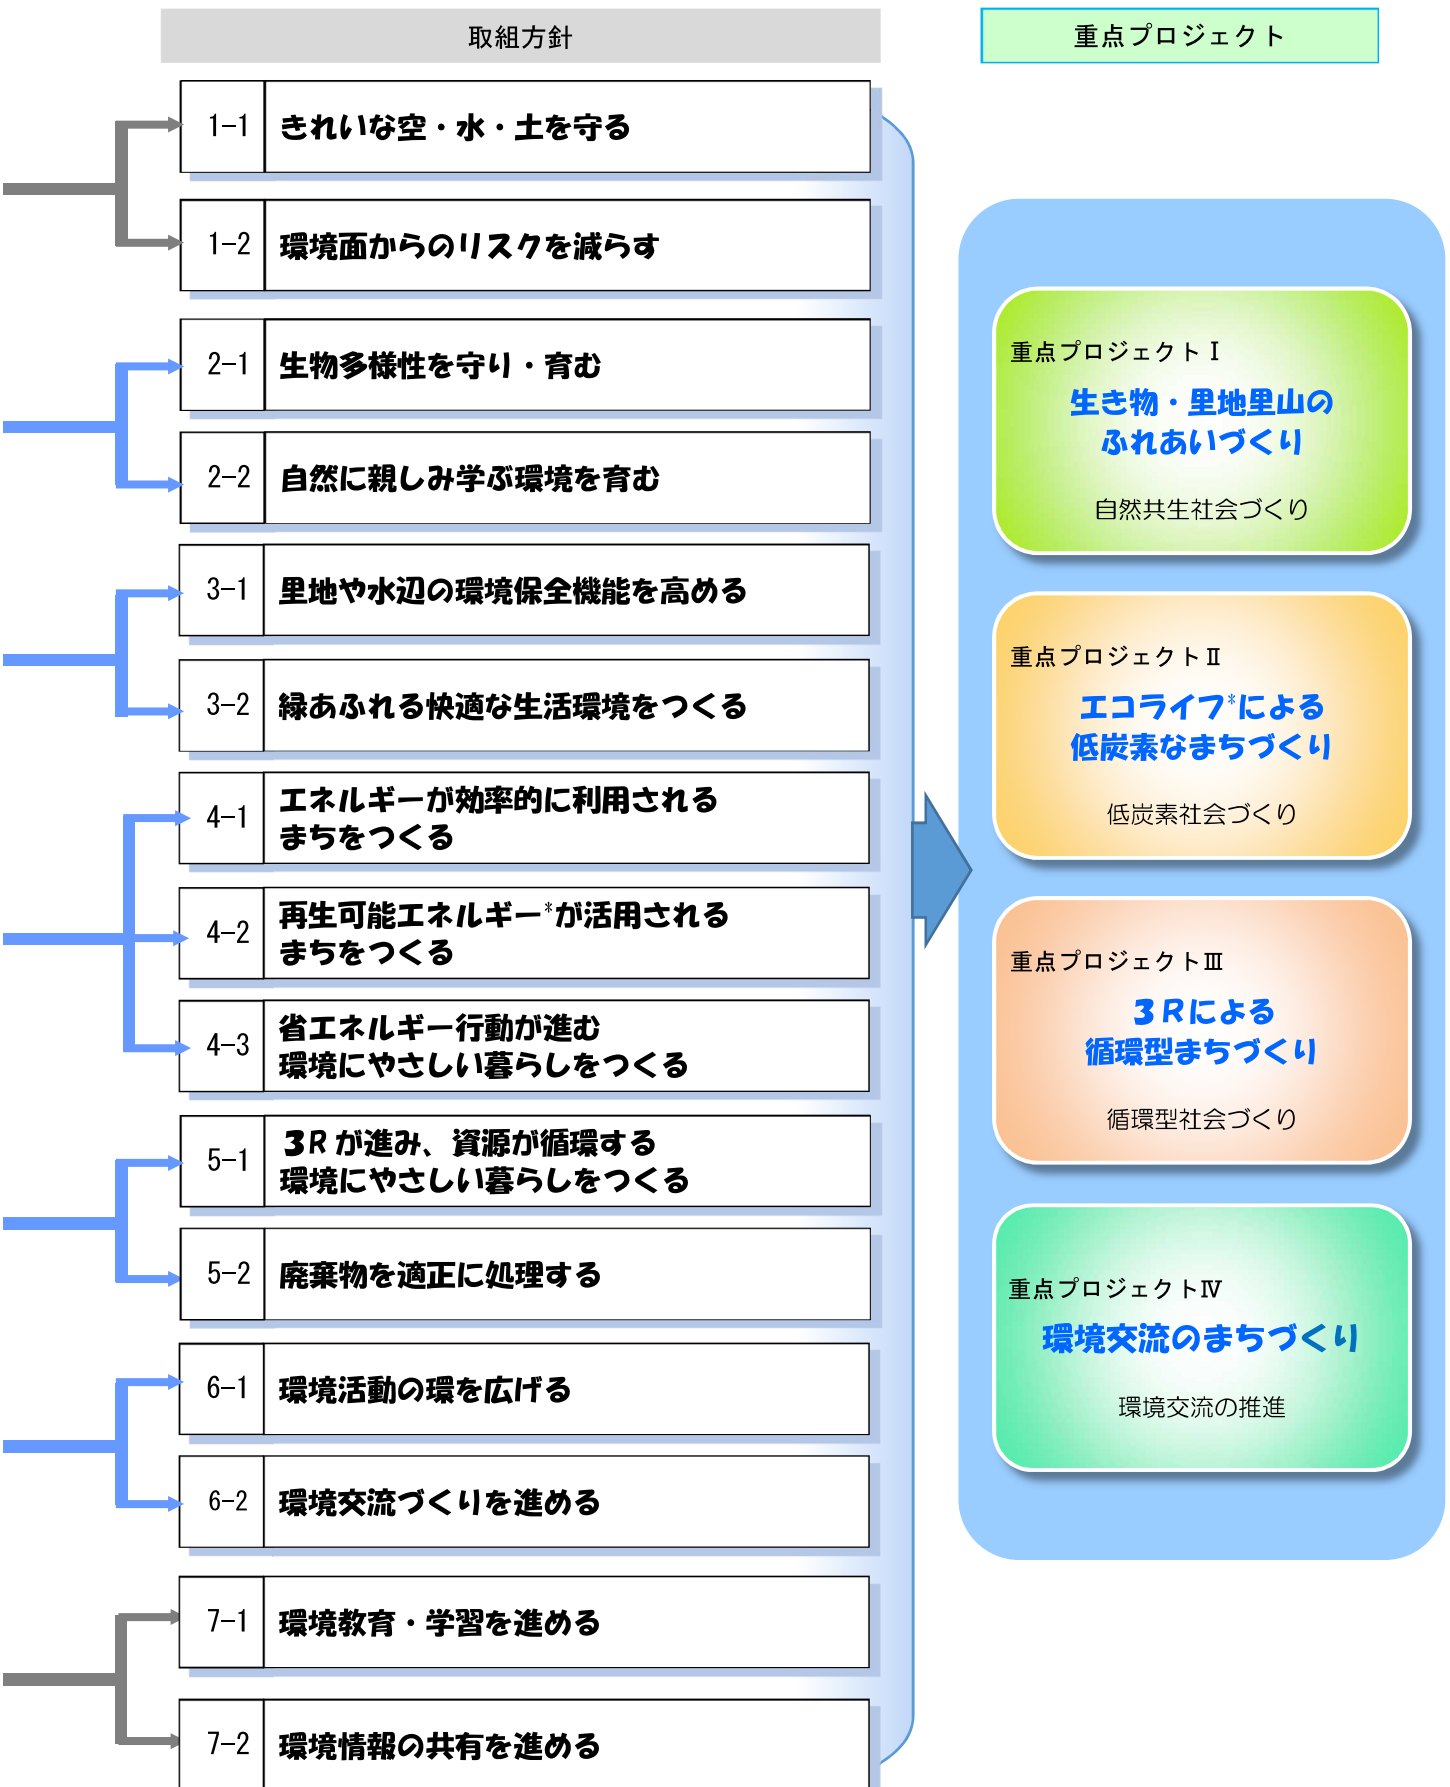 取組方針
1-1 きれいな空・水・土を守る
1-2 環境面からのリスクを減らす
2-1 生物多様性を守り・育む
2-2 自然に親しみ学ぶ環境を育む
3-1 里地や水辺の環境保全機能を高める
3-2 緑あふれる快適な生活環境をつくる
4-1 エネルギーが効率的に利用される
まちをつくる
4-2 再生可能エネルギー*が活用される
まちをつくる
4-3 省エネルギー行動が進む
環境にやさしい暮らしをつくる
5-1 3Rが進み、資源が循環する
環境にやさしい暮らしをつくる
5-2 廃棄物を適正に処理する
6-1 環境活動の環を広げる
6-2 環境交流づくりを進める
7-1 環境教育・学習を進める
7-2 環境情報の共有を進める
重点プロジェクト
重点プロジェクトⅠ
生き物・里地里山の
ふれあいづくり
自然共生社会づくり
重点プロジェクトⅡ
エコライフ*による
低炭素なまちづくり
低炭素社会づくり
重点プロジェクトⅢ
3Rによる
循環型まちづくり
循環型社会づくり
重点プロジェクトⅣ
環境交流のまちづくり
環境交流の推進